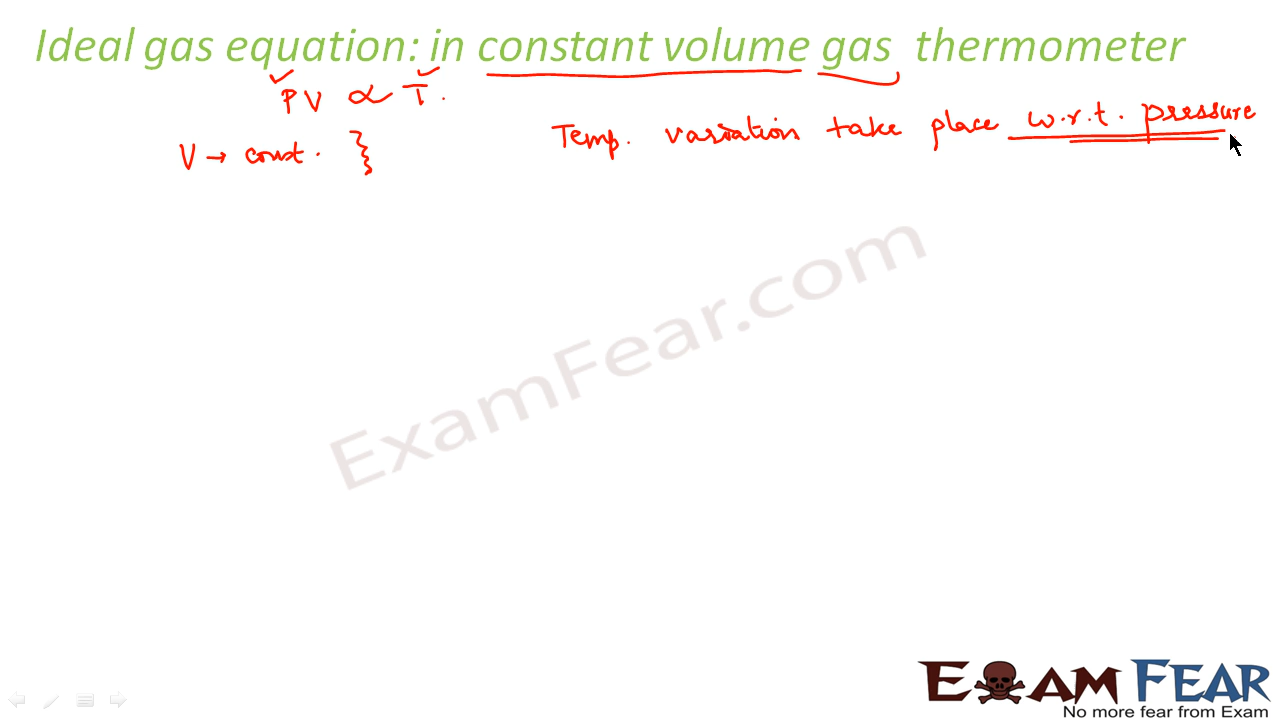 Ideal gas equation: in constant volume gas thermometer
PV ∝ T.
Temp. variation take place w.r.t. pressure
V → const.
ExamFear.com
EXAM FEAR
No more fear from Exam